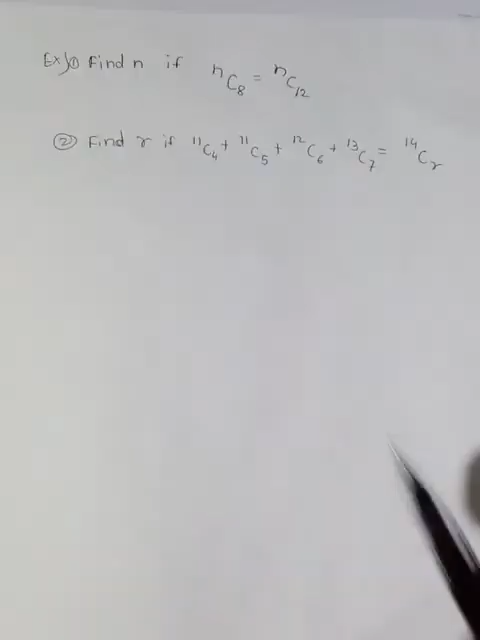 Ex) ① Find n if ⁿC₈ = ⁿC₁₂
② Find r if ¹¹C₄ + ¹¹C₅ + ¹²C₆ + ¹³C₇ = ¹⁴Cᵣ